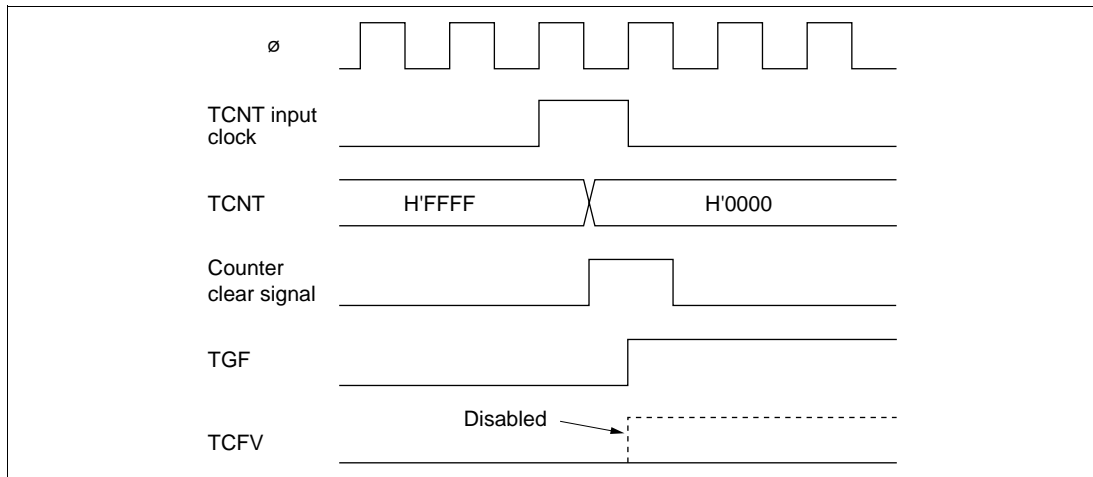 ø
TCNT input
clock
TCNT
H'FFFF
H'0000
Counter
clear signal
TGF
Disabled
TCFV